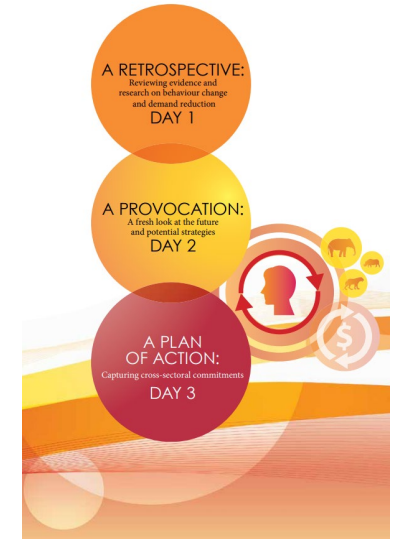 A RETROSPECTIVE:
Reviewing evidence and
research on behaviour change
and demand reduction
DAY 1
A PROVOCATION:
A fresh look at the future
and potential strategies
DAY 2
A PLAN
OF ACTION:
Capturing cross-sectoral commitments
DAY 3
$